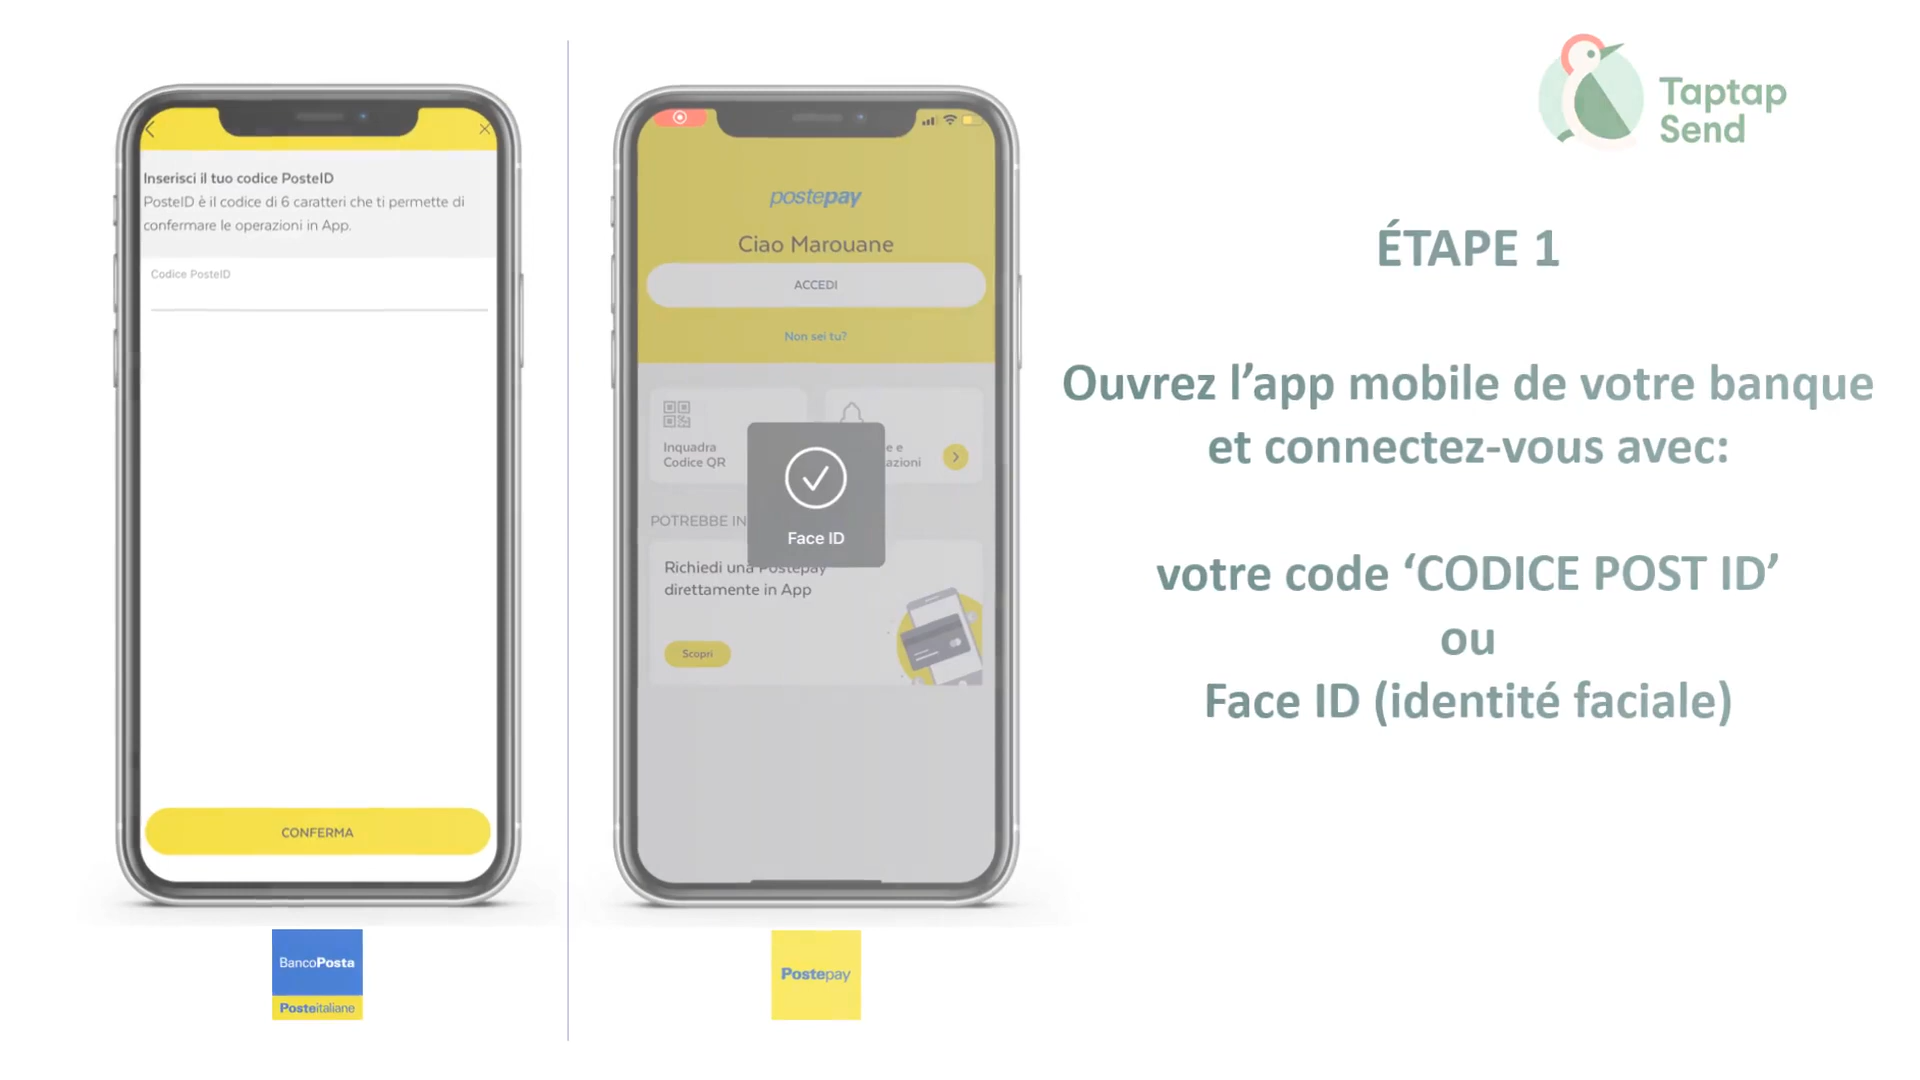 Inserisci il tuo codice PosteID
PosteID è il codice di 6 caratteri che ti permette di
confermare le operazioni in App.
Codice PosteID
CONFERMA
BancoPosta
Posteitaliane
postepay
Ciao Marouane
ACCEDI
Non sei tu?
Inquadra
Codice QR
e e
azioni
POTREBBE IN
Face ID
Richiedi una Postepay
direttamente in App
Scopri
Postepay
Taptap
Send
ÉTAPE 1
Ouvrez l’app mobile de votre banque
et connectez-vous avec:
votre code ‘CODICE POST ID’
ou
Face ID (identité faciale)